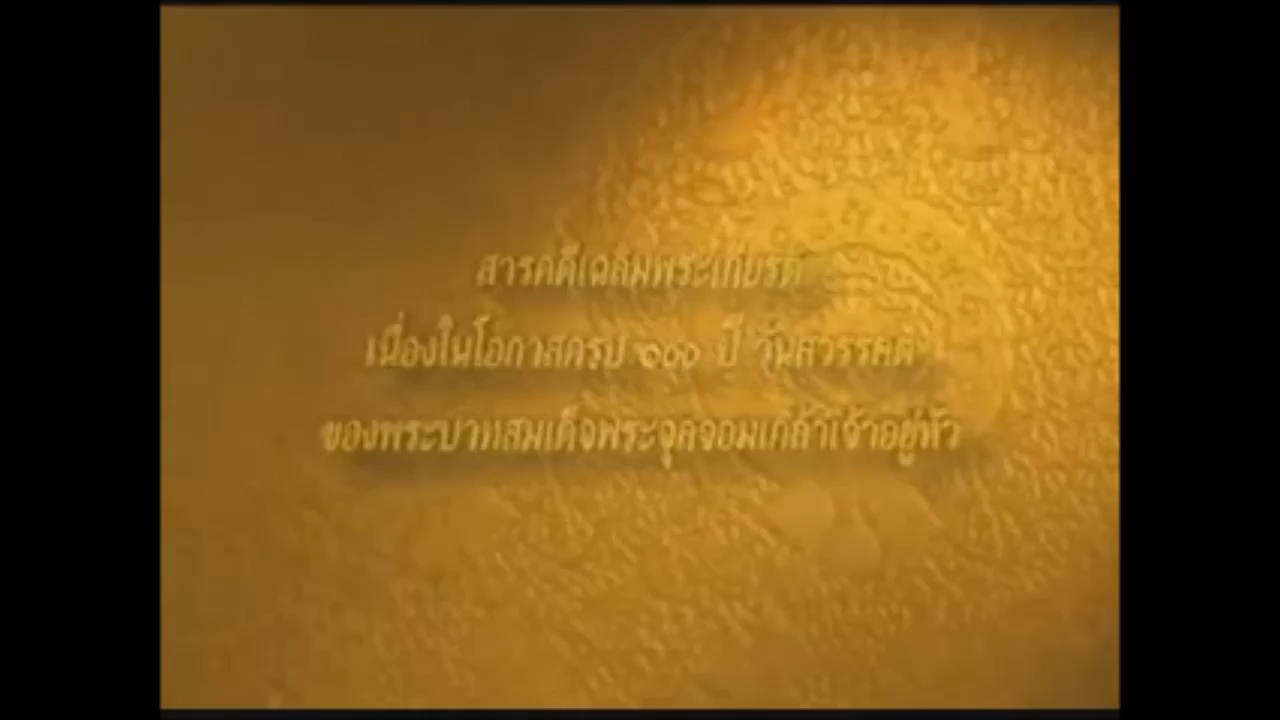 สารคดีเฉลิมพระเกียรติ
เนื่องในโอกาสครบ ๑๐๐ ปี วันสวรรคต
ของพระบาทสมเด็จพระจุลจอมเกล้าเจ้าอยู่หัว